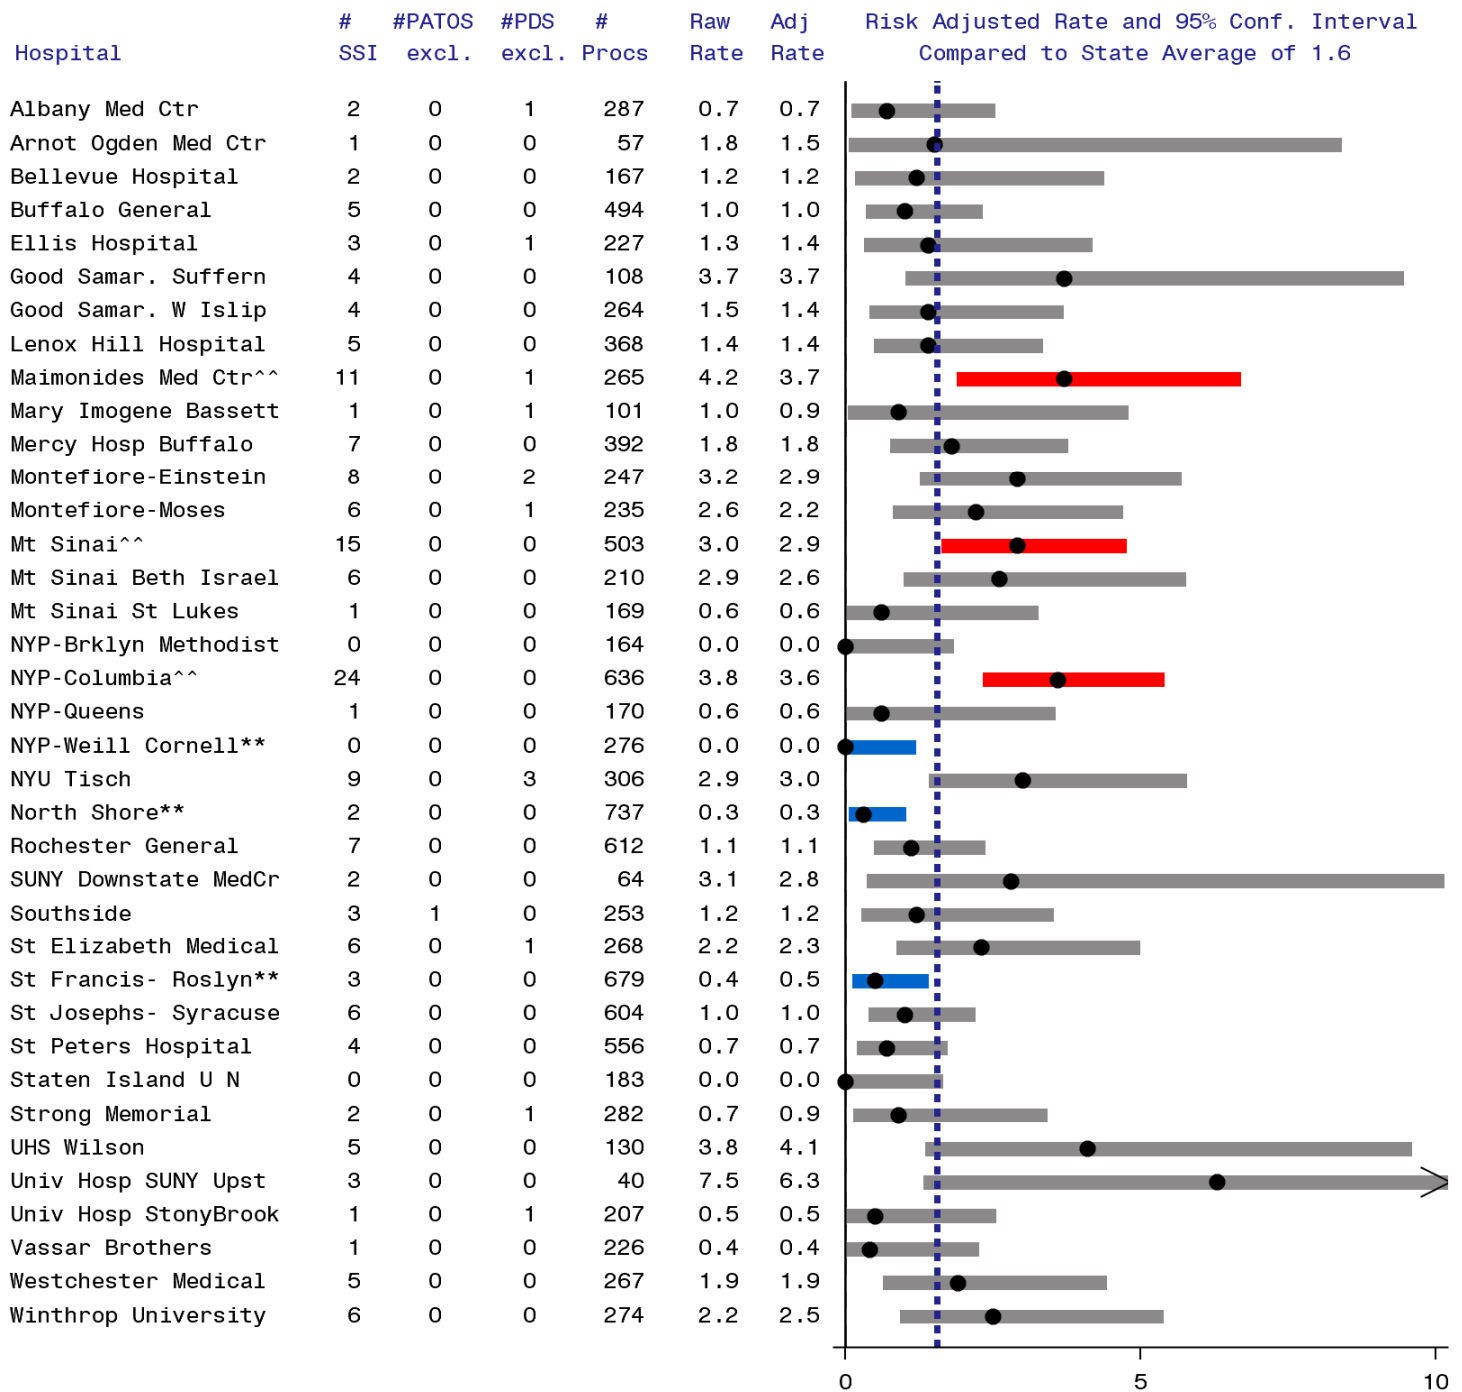 # #PATOS #PDS # Raw Adj Risk Adjusted Rate and 95% Conf. Interval
Hospital SSI excl. excl. Procs Rate Rate Compared to State Average of 1.6
Albany Med Ctr 2 0 1 287 0.7 0.7
Arnot Ogden Med Ctr 1 0 0 57 1.8 1.5
Bellevue Hospital 2 0 0 167 1.2 1.2
Buffalo General 5 0 0 494 1.0 1.0
Ellis Hospital 3 0 1 227 1.3 1.4
Good Samar. Suffern 4 0 0 108 3.7 3.7
Good Samar. W Islip 4 0 0 264 1.5 1.4
Lenox Hill Hospital 5 0 0 368 1.4 1.4
Maimonides Med Ctr^^ 11 0 1 265 4.2 3.7
Mary Imogene Bassett 1 0 1 101 1.0 0.9
Mercy Hosp Buffalo 7 0 0 392 1.8 1.8
Montefiore-Einstein 8 0 2 247 3.2 2.9
Montefiore-Moses 6 0 1 235 2.6 2.2
Mt Sinai^^ 15 0 0 503 3.0 2.9
Mt Sinai Beth Israel 6 0 0 210 2.9 2.6
Mt Sinai St Lukes 1 0 0 169 0.6 0.6
NYP-Brklyn Methodist 0 0 0 164 0.0 0.0
NYP-Columbia^^ 24 0 0 636 3.8 3.6
NYP-Queens 1 0 0 170 0.6 0.6
NYP-Weill Cornell** 0 0 0 276 0.0 0.0
NYU Tisch 9 0 3 306 2.9 3.0
North Shore** 2 0 0 737 0.3 0.3
Rochester General 7 0 0 612 1.1 1.1
SUNY Downstate MedCr 2 0 0 64 3.1 2.8
Southside 3 1 0 253 1.2 1.2
St Elizabeth Medical 6 0 1 268 2.2 2.3
St Francis- Roslyn** 3 0 0 679 0.4 0.5
St Josephs- Syracuse 6 0 0 604 1.0 1.0
St Peters Hospital 4 0 0 556 0.7 0.7
Staten Island U N 0 0 0 183 0.0 0.0
Strong Memorial 2 0 1 282 0.7 0.9
UHS Wilson 5 0 0 130 3.8 4.1
Univ Hosp SUNY Upst 3 0 0 40 7.5 6.3
Univ Hosp StonyBrook 1 0 1 207 0.5 0.5
Vassar Brothers 1 0 0 226 0.4 0.4
Westchester Medical 5 0 0 267 1.9 1.9
Winthrop University 6 0 0 274 2.2 2.5
0 5 10